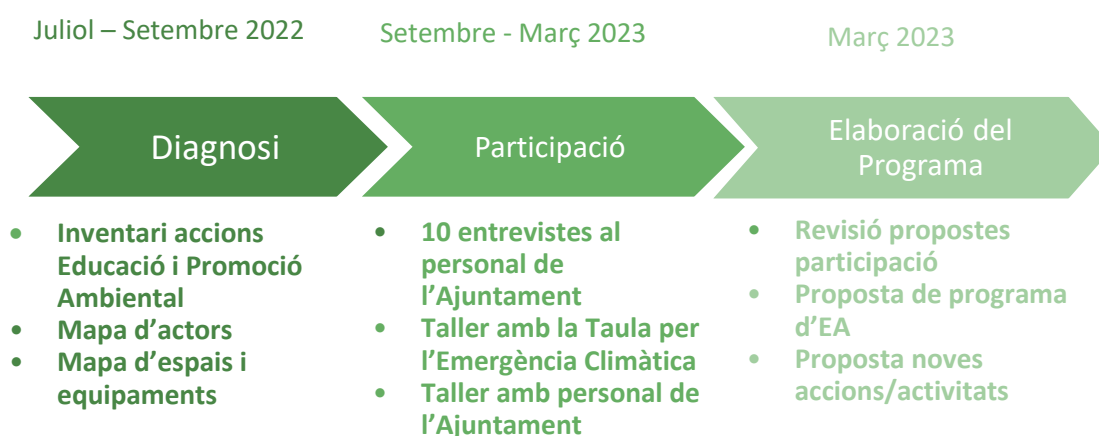 Juliol – Setembre 2022
Setembre - Març 2023
Març 2023
Diagnosi
Participació
Elaboració del
Programa
• Inventari accions
Educació i Promoció
Ambiental
• Mapa d’actors
• Mapa d’espais i
equipaments
• 10 entrevistes al
personal de
l’Ajuntament
• Taller amb la Taula per
l’Emergència Climàtica
• Taller amb personal de
l’Ajuntament
• Revisió propostes
participació
• Proposta de programa
d’EA
• Proposta noves
accions/activitats